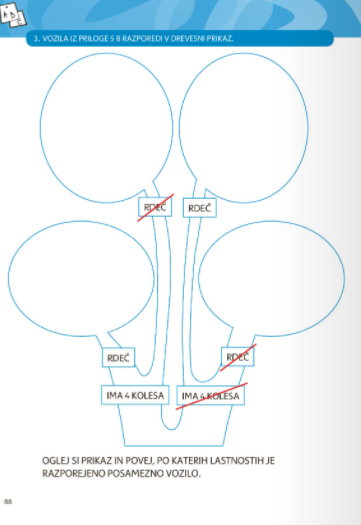 3. VOZILA IZ PRILOGE 5 B RAZPOREDI V DREVESNI PRIKAZ.
RDEČ RDEČ
RDEČ RDEČ
IMA 4 KOLESA IMA 4 KOLESA
OGLEJ SI PRIKAZ IN POVEJ, PO KATERIH LASTNOSTIH JE
RAZPOREJENO POSAMEZNO VOZILO.
88